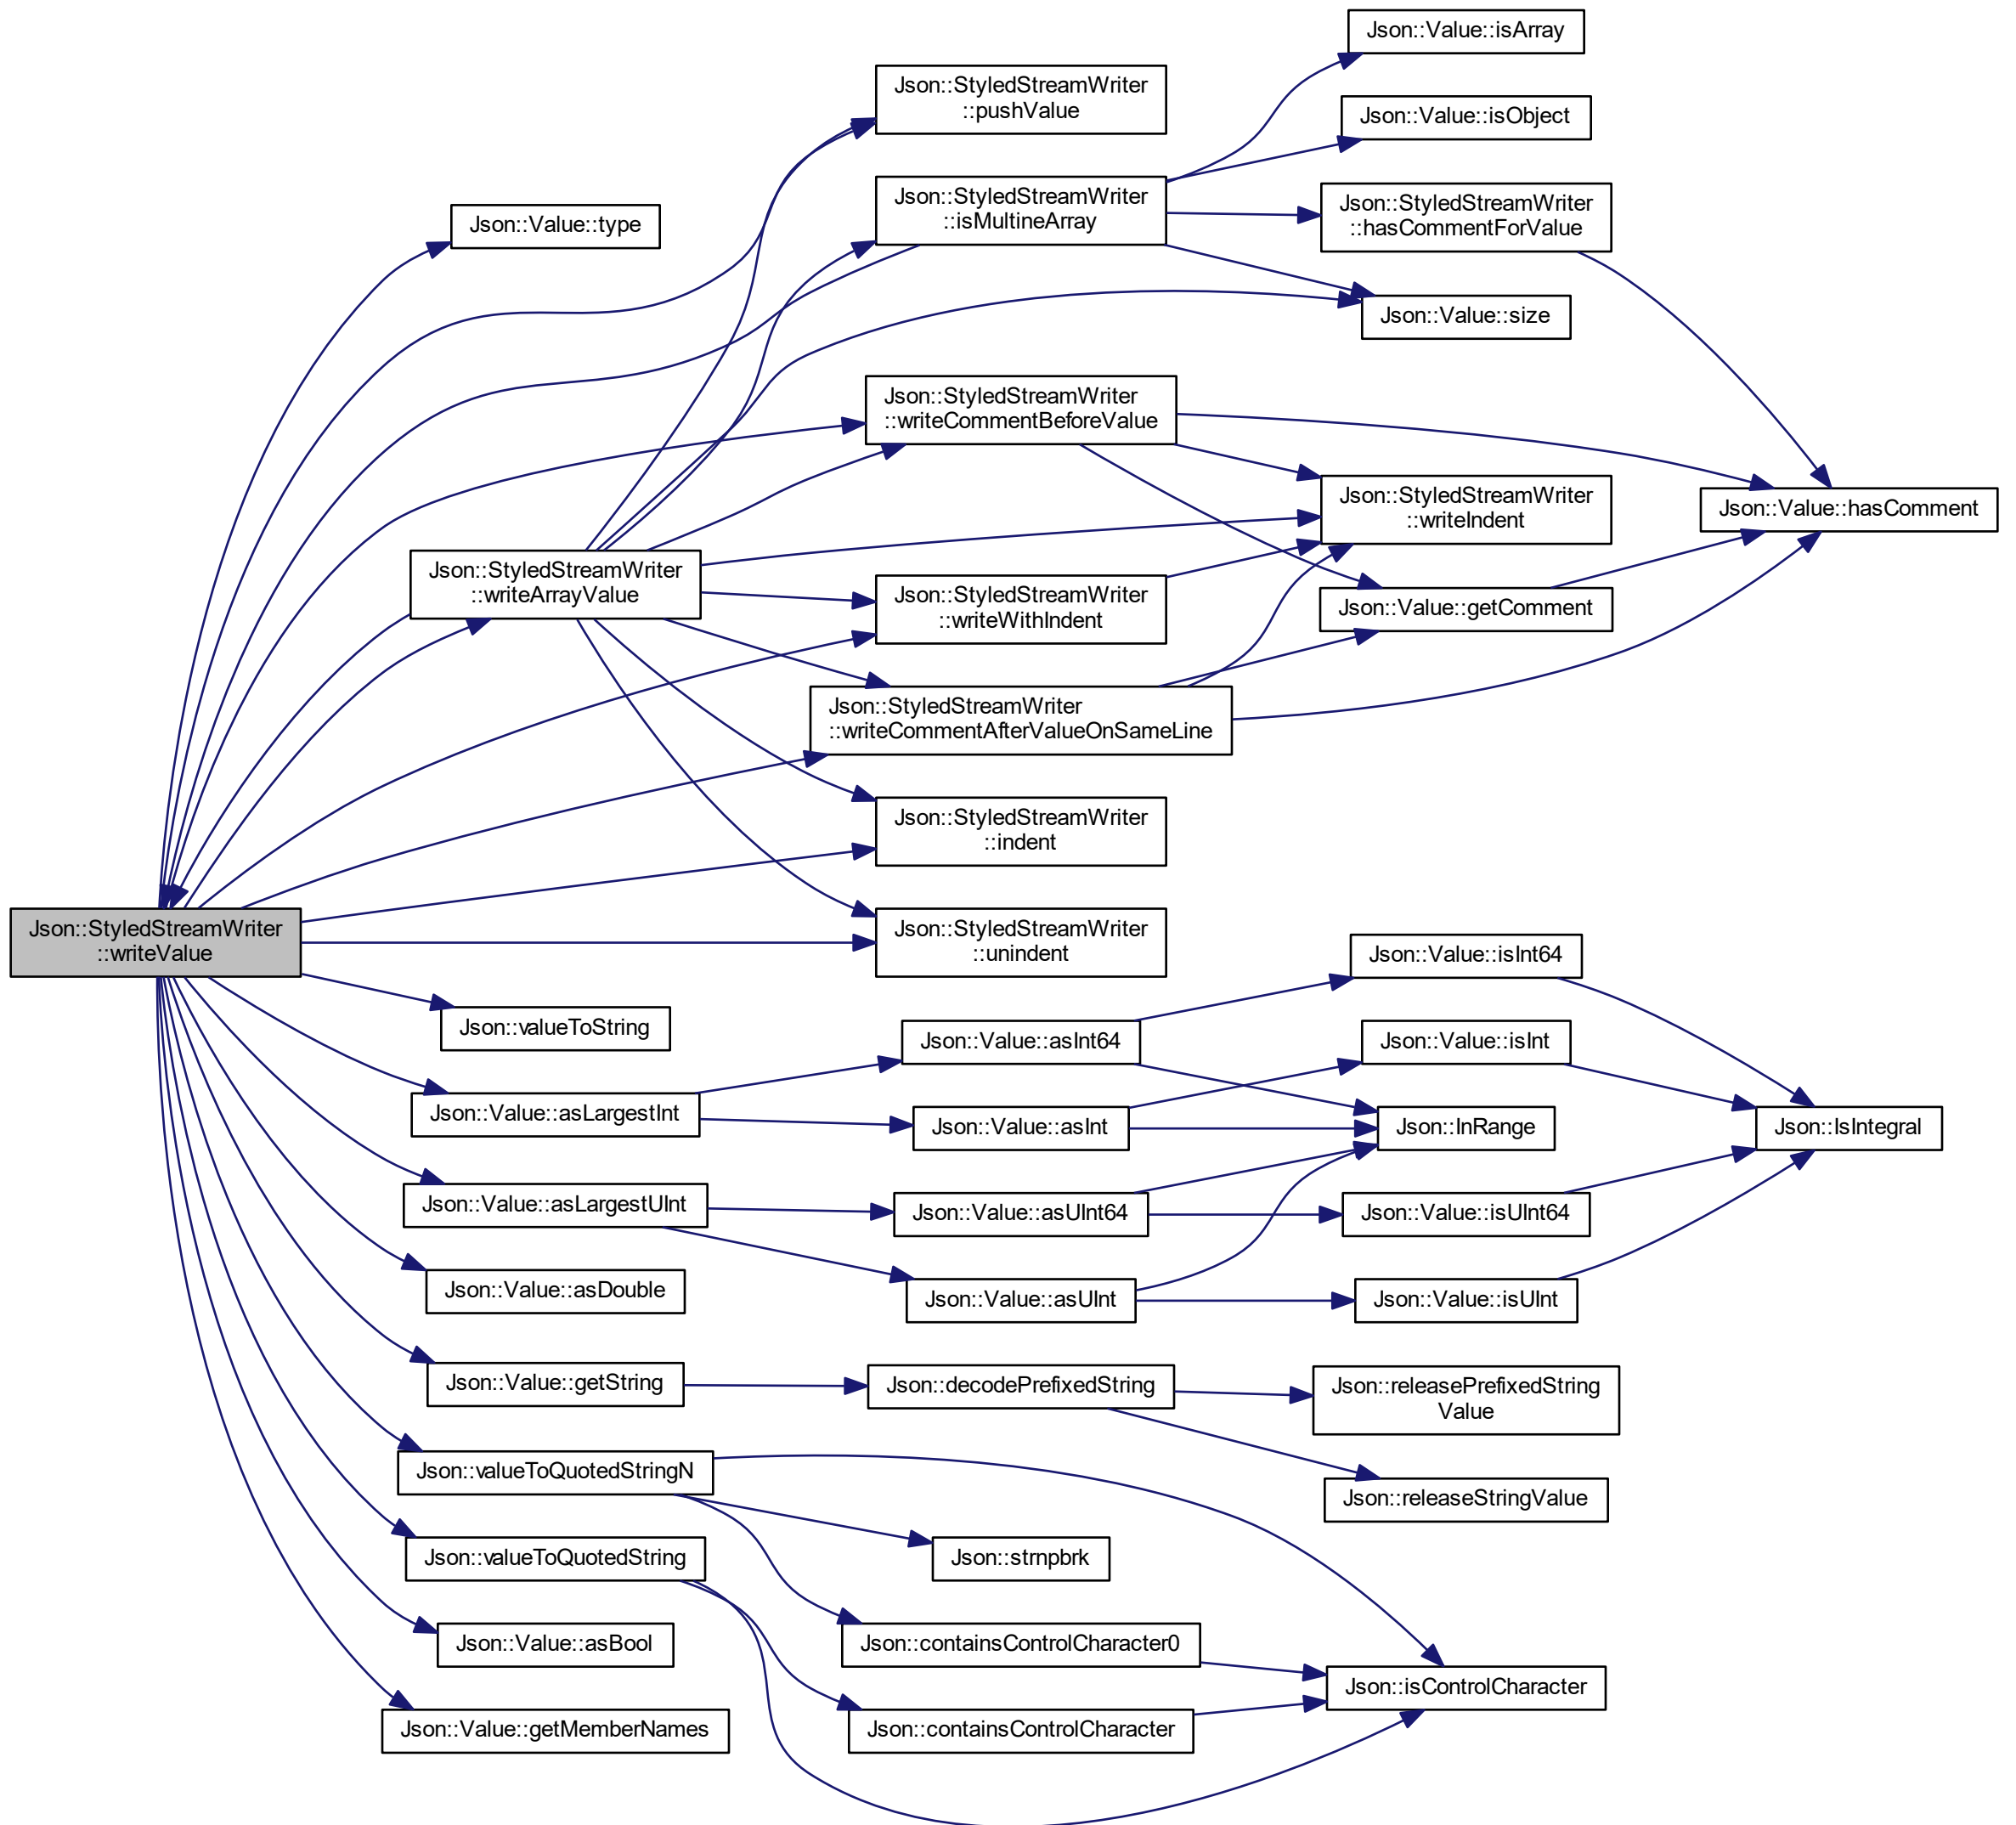 Json::Value::isArray
Json::StyledStreamWriter
::pushValue
Json::Value::isObject
Json::StyledStreamWriter
::isMultineArray
Json::StyledStreamWriter
::hasCommentForValue
Json::Value::type
Json::Value::size
Json::StyledStreamWriter
::writeCommentBeforeValue
Json::StyledStreamWriter
::writeIndent
Json::Value::hasComment
Json::StyledStreamWriter
::writeArrayValue
Json::StyledStreamWriter
::writeWithIndent
Json::Value::getComment
Json::StyledStreamWriter
::writeCommentAfterValueOnSameLine
Json::StyledStreamWriter
::indent
Json::StyledStreamWriter
::writeValue
Json::StyledStreamWriter
::unindent
Json::Value::isInt64
Json::valueToString
Json::Value::asInt64
Json::Value::isInt
Json::Value::asLargestInt
Json::Value::asInt
Json::InRange
Json::IsIntegral
Json::Value::asLargestUInt
Json::Value::asUInt64
Json::Value::isUInt64
Json::Value::asDouble
Json::Value::asUInt
Json::Value::isUInt
Json::Value::getString
Json::decodePrefixedString
Json::releasePrefixedString
Value
Json::valueToQuotedStringN
Json::releaseStringValue
Json::valueToQuotedString
Json::strnpbrk
Json::Value::asBool
Json::containsControlCharacter0
Json::isControlCharacter
Json::Value::getMemberNames
Json::containsControlCharacter